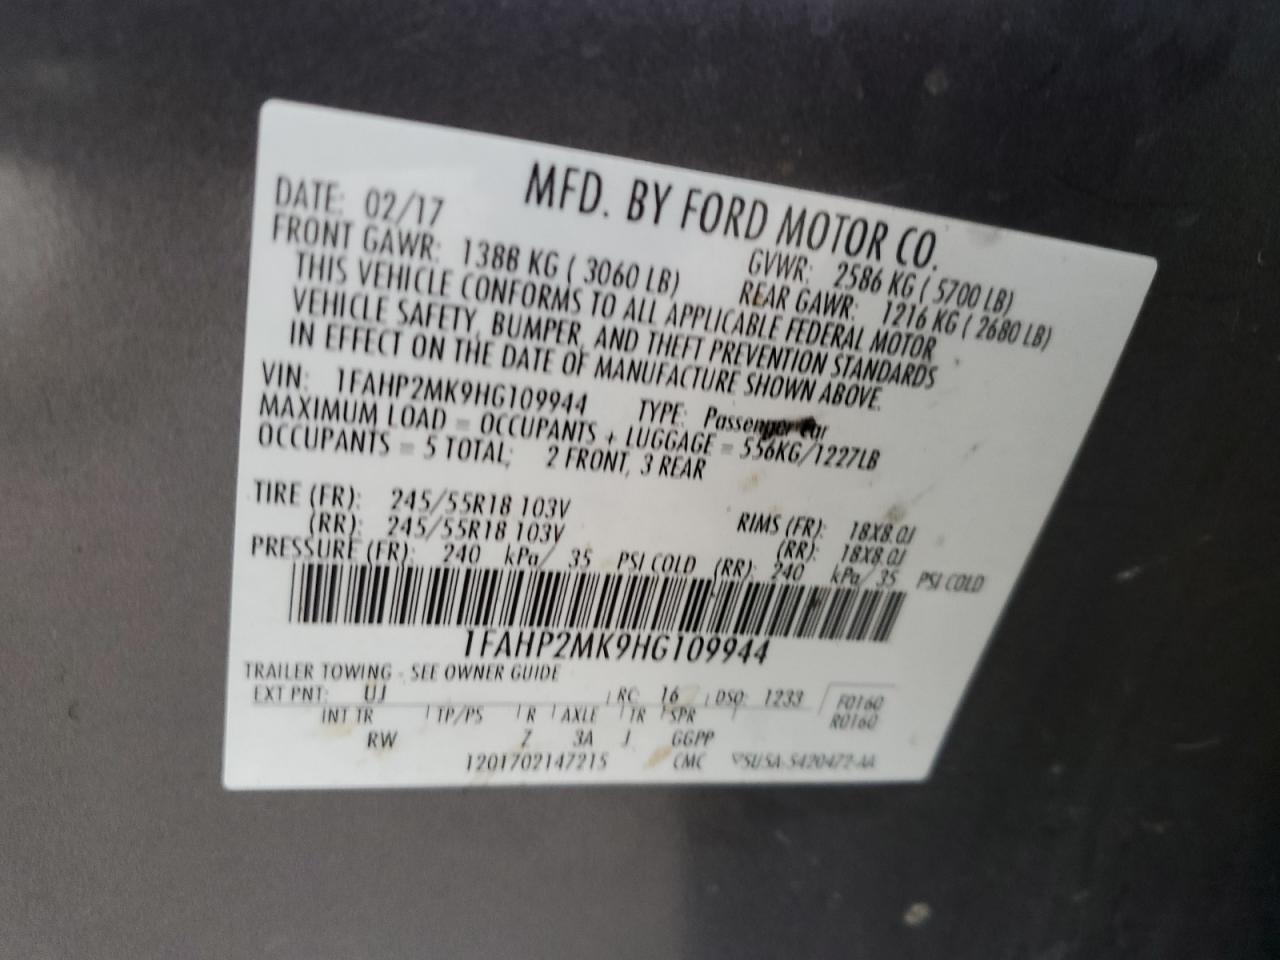 MFD. BY FORD MOTOR CO.
DATE: 02/17
GVWR: 2586 KG ( 5700 LB)
FRONT GAWR: 1388 KG ( 3060 LB)
REAR GAWR: 1216 KG ( 2680 LB)
THIS VEHICLE CONFORMS TO ALL APPLICABLE FEDERAL MOTOR
VEHICLE SAFETY, BUMPER, AND THEFT PREVENTION STANDARDS
IN EFFECT ON THE DATE OF MANUFACTURE SHOWN ABOVE.
VIN: 1FAHP2MK9HG109944 TYPE: Passenger Car
MAXIMUM LOAD = OCCUPANTS + LUGGAGE = 556KG/1227LB
OCCUPANTS = 5 TOTAL; 2 FRONT, 3 REAR
TIRE (FR): 245/55R18 103V RIMS (FR): 18X8.0J
(RR): 245/55R18 103V (RR): 18X8.0J
PRESSURE (FR): 240 kPa/ 35 PSI COLD (RR): 240 kPa/ 35 PSI COLD
1FAHP2MK9HG109944
TRAILER TOWING - SEE OWNER GUIDE
EXT PNT: UJ RC: 16 DSO: 1233 F0160
R0160
INT TR TP/PS R AXLE TR SPR
RW Z 3A J GGPP
1201702147215 CMC 5U5A-5420472-AA